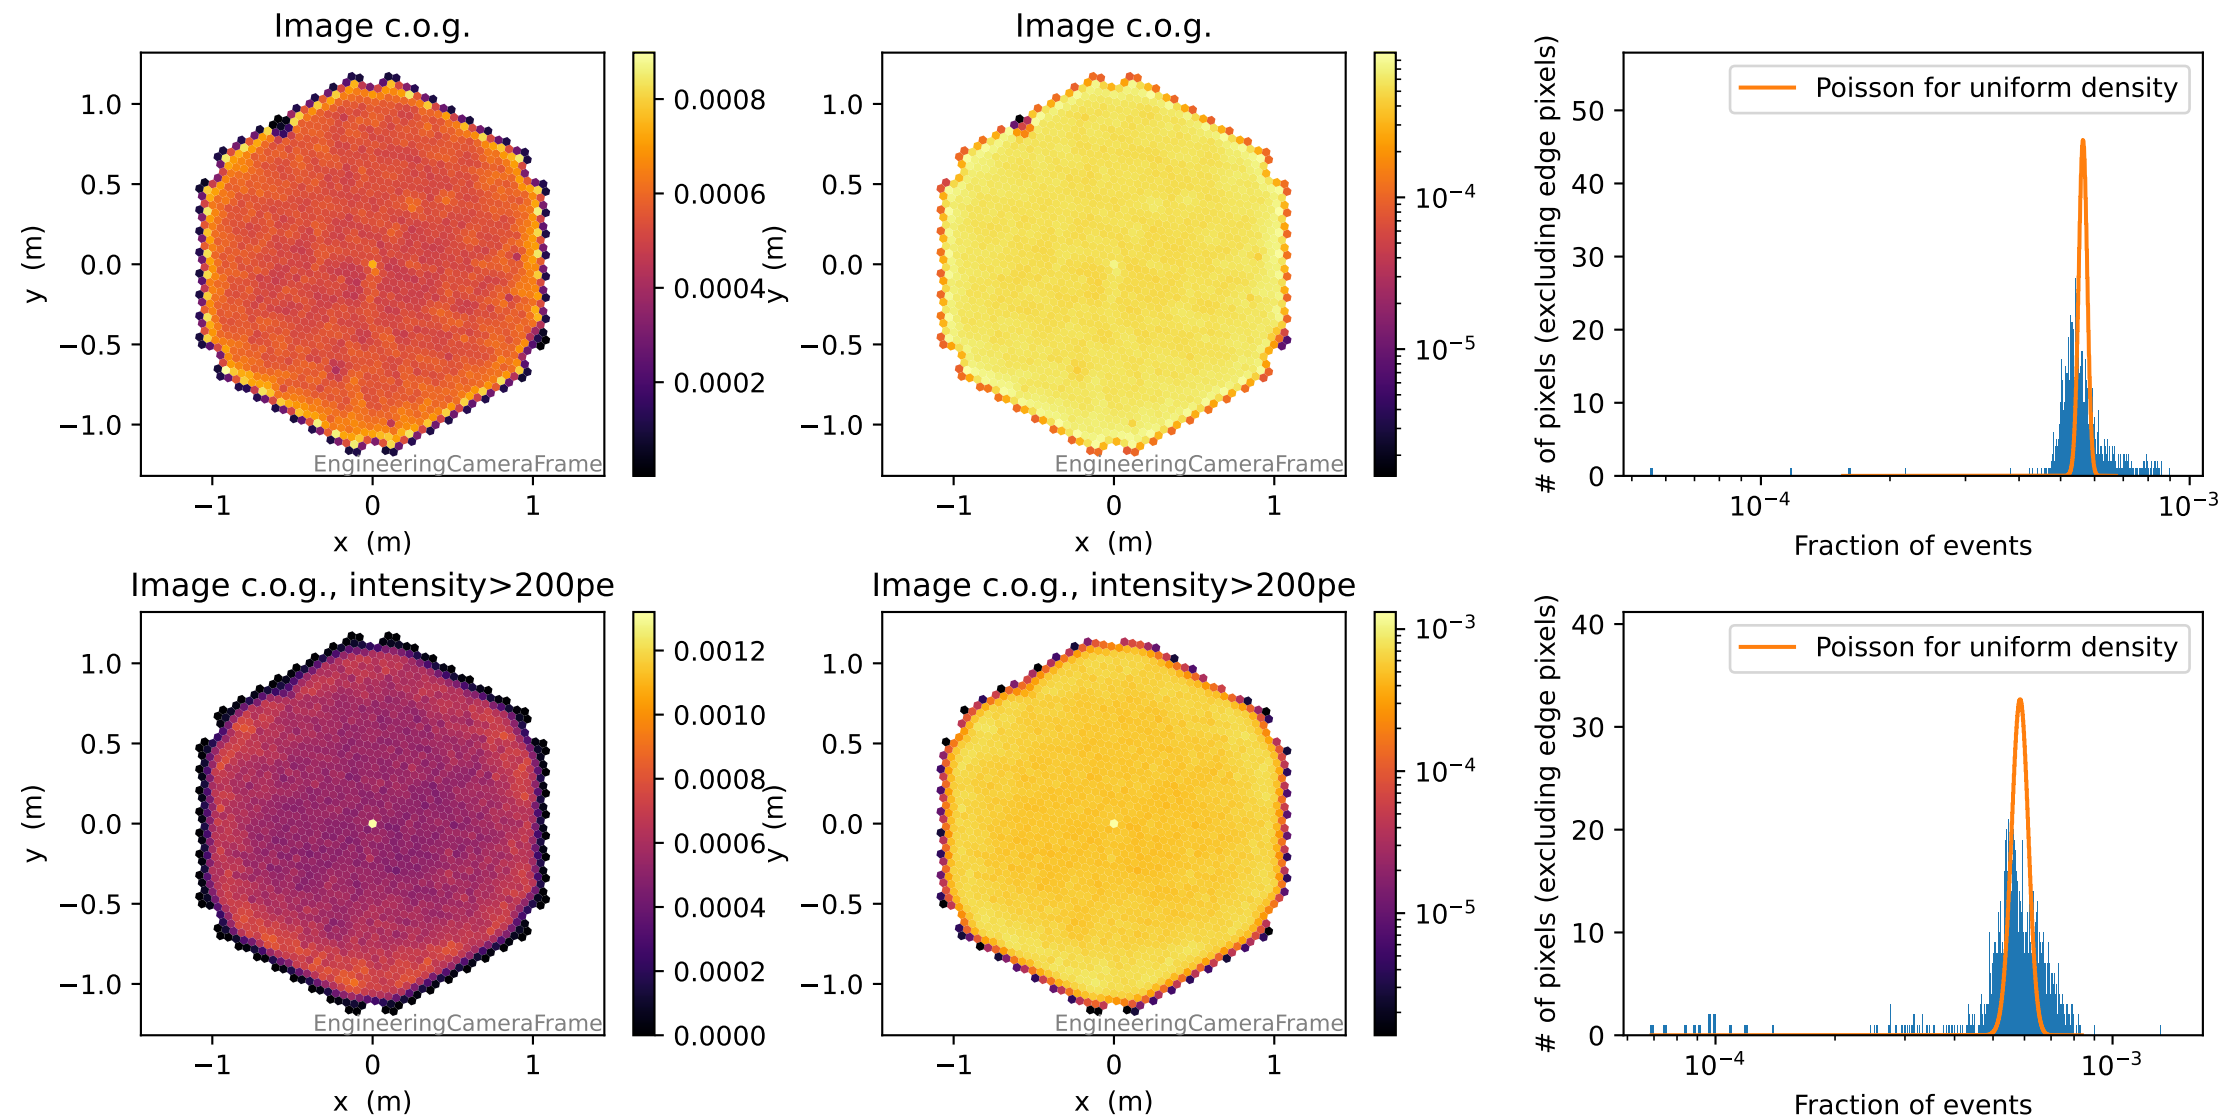 Image c.o.g.
1.0
0.5
0.0
−0.5
−1.0
y (m)
−1
0
1
x (m)
EngineeringCameraFrame
0.0008
0.0006
0.0004
0.0002
Image c.o.g.
1.0
0.5
0.0
−0.5
−1.0
y (m)
−1
0
1
x (m)
EngineeringCameraFrame
10⁻⁴
10⁻⁵
# of pixels (excluding edge pixels)
50
40
30
20
10
0
Poisson for uniform density
10⁻⁴
10⁻³
Fraction of events
Image c.o.g., intensity>200pe
1.0
0.5
0.0
−0.5
−1.0
y (m)
−1
0
1
x (m)
EngineeringCameraFrame
0.0012
0.0010
0.0008
0.0006
0.0004
0.0002
0.0000
Image c.o.g., intensity>200pe
1.0
0.5
0.0
−0.5
−1.0
y (m)
−1
0
1
x (m)
EngineeringCameraFrame
10⁻³
10⁻⁴
10⁻⁵
# of pixels (excluding edge pixels)
40
30
20
10
0
Poisson for uniform density
10⁻⁴
10⁻³
Fraction of events